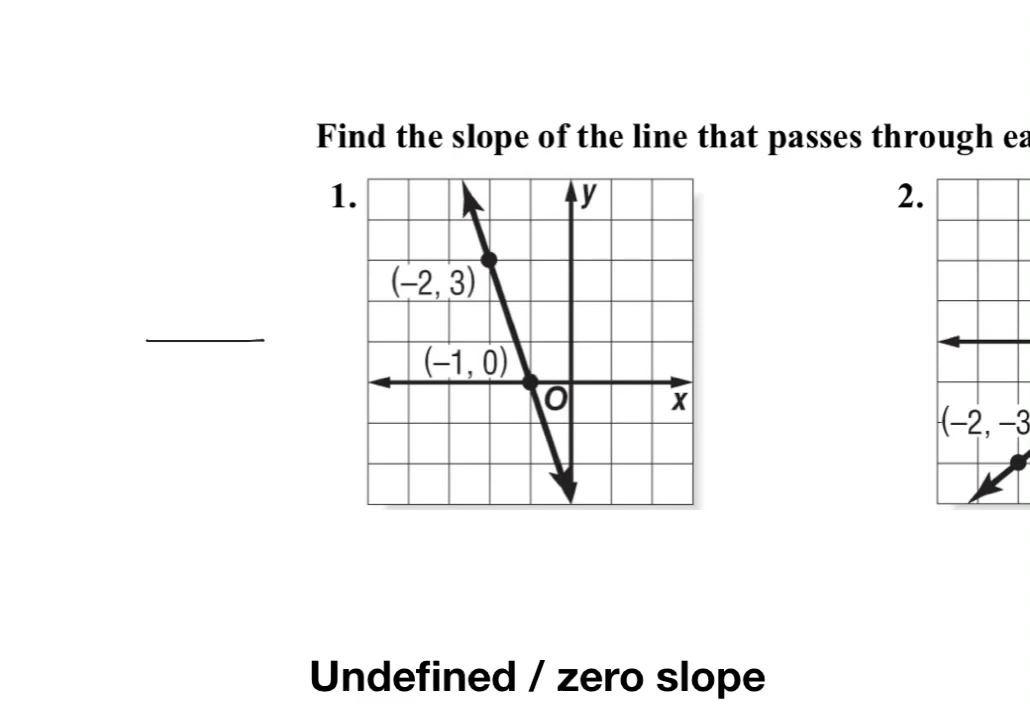 Find the slope of the line that passes through
1.
y
2.
(–2, 3)
(–1, 0)
O
x
(–2, –3
Undefined / zero slope